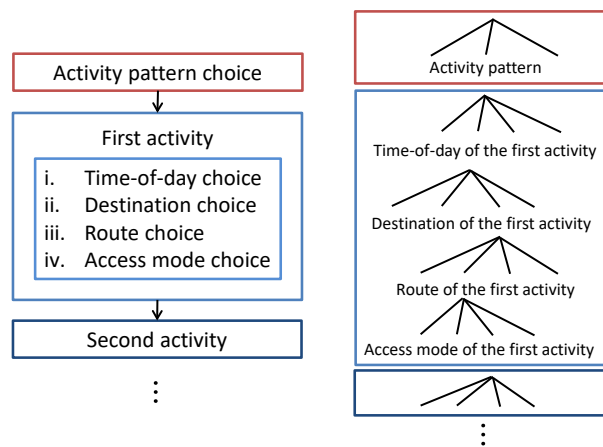 Activity pattern choice
First activity
i. Time-of-day choice
ii. Destination choice
iii. Route choice
iv. Access mode choice
Second activity
⋮
Activity pattern
Time-of-day of the first activity
Destination of the first activity
Route of the first activity
Access mode of the first activity
⋮